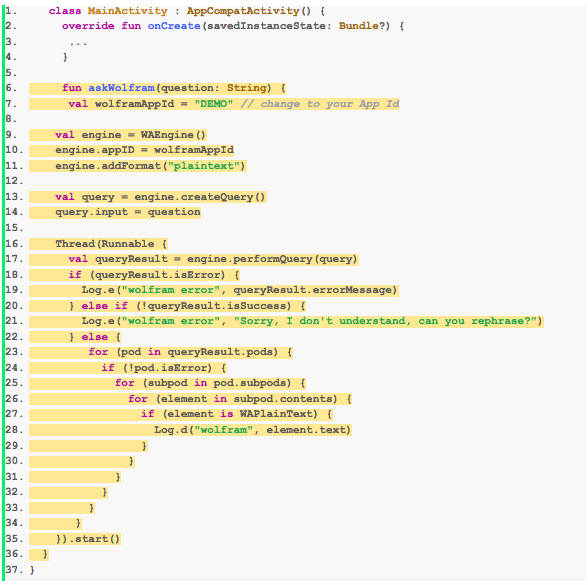 1. class MainActivity : AppCompatActivity() {
2. override fun onCreate(savedInstanceState: Bundle?) {
3. ...
4. }
5.
6. fun askWolfram(question: String) {
7. val wolframAppId = "DEMO" // change to your App Id
8.
9. val engine = WAEngine()
10. engine.appID = wolframAppId
11. engine.addFormat("plaintext")
12.
13. val query = engine.createQuery()
14. query.input = question
15.
16. Thread(Runnable {
17. val queryResult = engine.performQuery(query)
18. if (queryResult.isError) {
19. Log.e("wolfram error", queryResult.errorMessage)
20. } else if (!queryResult.isSuccess) {
21. Log.e("wolfram error", "Sorry, I don't understand, can you rephrase?")
22. } else {
23. for (pod in queryResult.pods) {
24. if (!pod.isError) {
25. for (subpod in pod.subpods) {
26. for (element in subpod.contents) {
27. if (element is WAPlainText) {
28. Log.d("wolfram", element.text)
29. }
30. }
31. }
32. }
33. }
34. }
35. }).start()
36. }
37. }